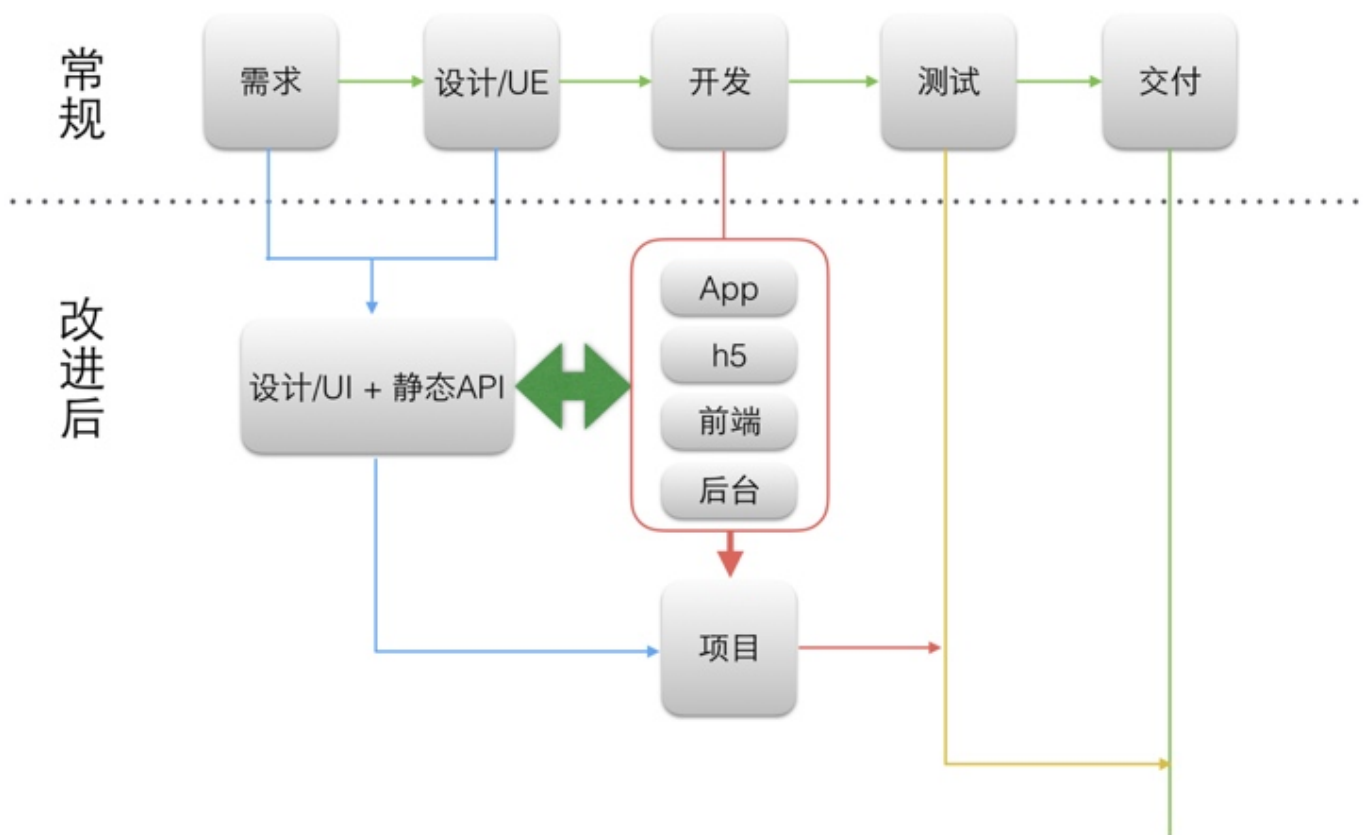 常规
需求
设计/UE
开发
测试
交付
改进后
App
h5
设计/UI + 静态API
前端
后台
项目